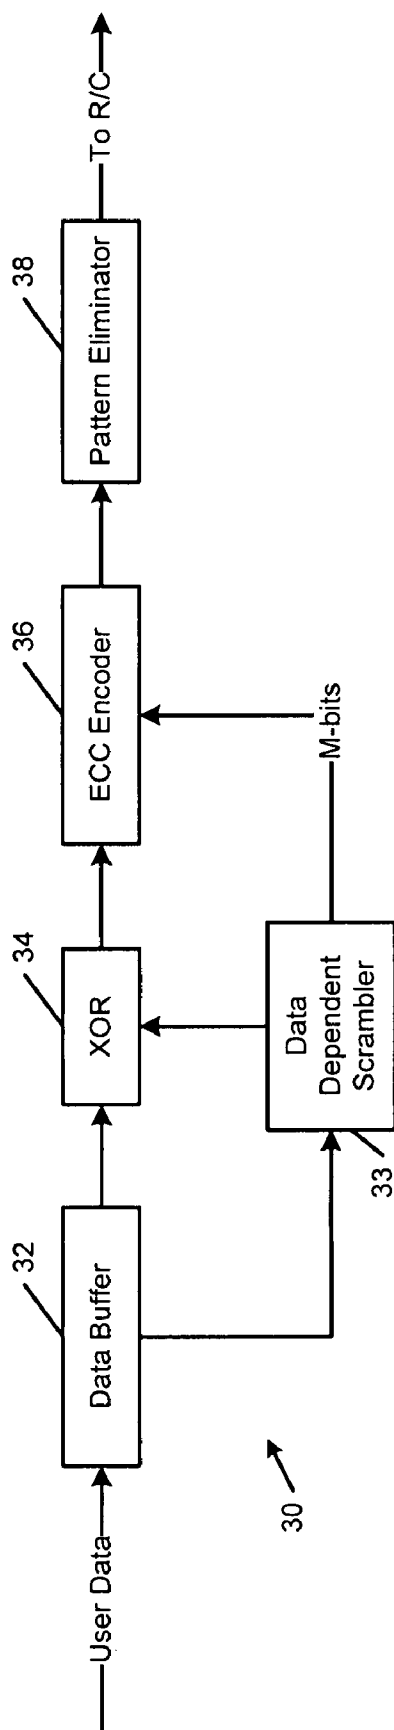 User Data
32
Data Buffer
34
XOR
36
ECC Encoder
38
Pattern Eliminator
To R/C
30
33
Data
Dependent
Scrambler
M-bits